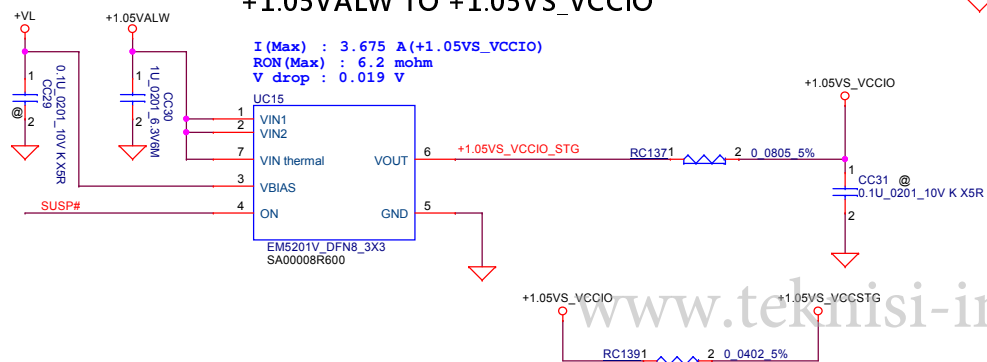 +1.05VALW TO +1.05VS_VCCIO
+VL
+1.05VALW
I(Max) : 3.675 A(+1.05VS_VCCIO)
RON(Max) : 6.2 mohm
V drop : 0.019 V
+1.05VS_VCCIO
1
2
@
CC29
0.1U_0201_10V K X5R
1
2
CC30
1U_0201_6.3V6M
UC15
1 VIN1
2 VIN2
7 VIN thermal
3 VBIAS
4 ON
VOUT 6
GND 5
SUSP#
EM5201V_DFN8_3X3
SA00008R600
+1.05VS_VCCIO_STG
RC137 1 2 0_0805_5%
1
CC31 @
0.1U_0201_10V K X5R
2
+1.05VS_VCCIO
+1.05VS_VCCSTG
www.teknisi-i
RC139 1 2 0_0402_5%